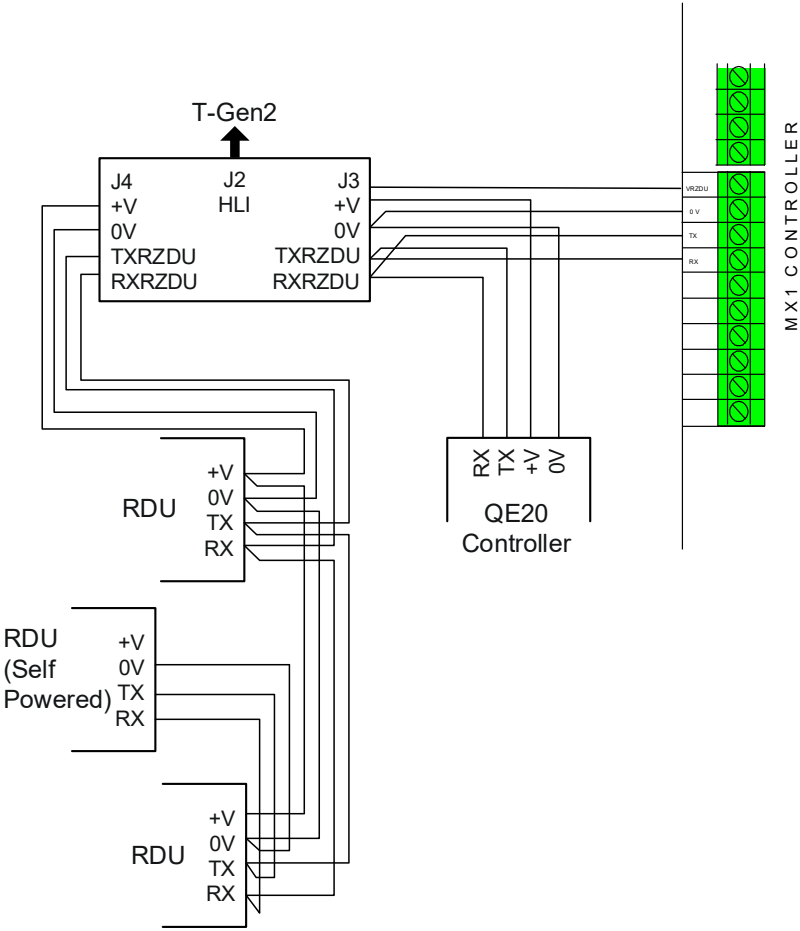 T-Gen2
J4
J2
J3
+V
HLI
+V
0V
0V
TXRZDU
TXRZDU
RXRZDU
RXRZDU
VRZDU
0 V
TX
RX
MX1 CONTROLLER
RX
TX
+V
0V
QE20
Controller
RDU
+V
0V
TX
RX
RDU
(Self
Powered)
+V
0V
TX
RX
RDU
+V
0V
TX
RX